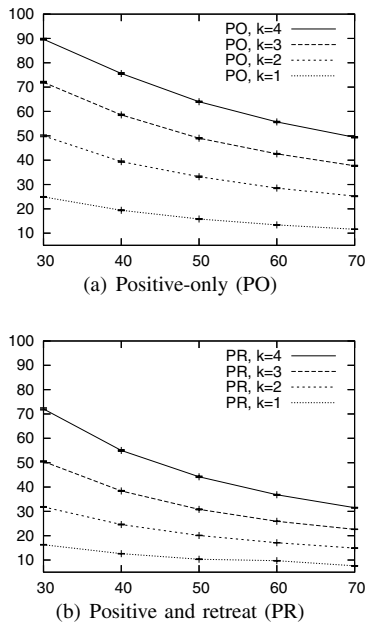 100
90
80
70
60
50
40
30
20
10
30 40 50 60 70
PO, k=4
PO, k=3
PO, k=2
PO, k=1
(a) Positive-only (PO)
100
90
80
70
60
50
40
30
20
10
30 40 50 60 70
PR, k=4
PR, k=3
PR, k=2
PR, k=1
(b) Positive and retreat (PR)